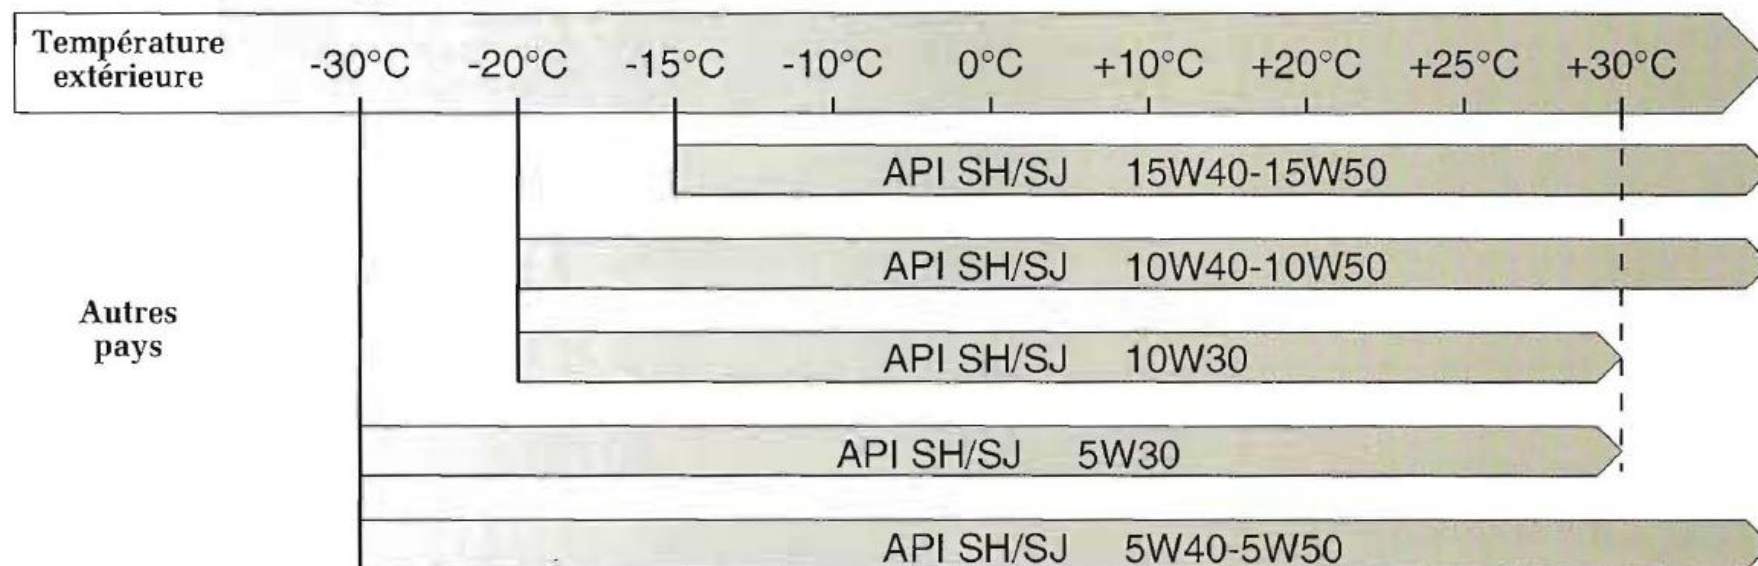 Température
extérieure
-30°C -20°C -15°C -10°C 0°C +10°C +20°C +25°C +30°C
API SH/SJ 15W40-15W50
API SH/SJ 10W40-10W50
Autres
pays
API SH/SJ 10W30
API SH/SJ 5W30
API SH/SJ 5W40-5W50